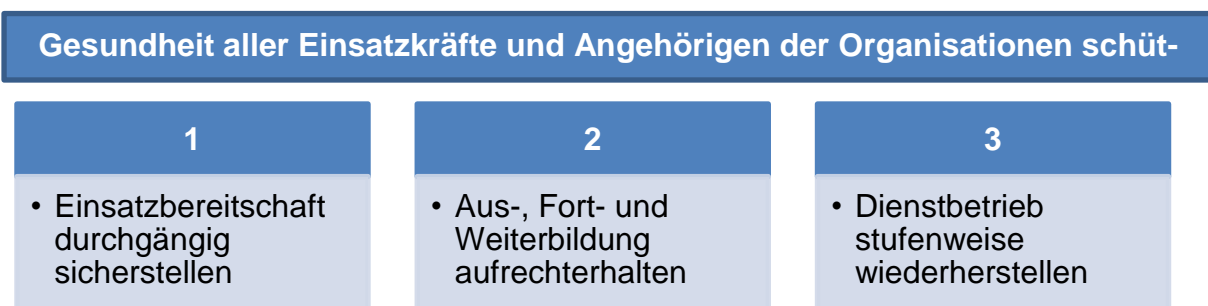 Gesundheit aller Einsatzkräfte und Angehörigen der Organisationen schüt-
1
• Einsatzbereitschaft
durchgängig
sicherstellen
2
• Aus-, Fort- und
Weiterbildung
aufrechterhalten
3
• Dienstbetrieb
stufenweise
wiederherstellen